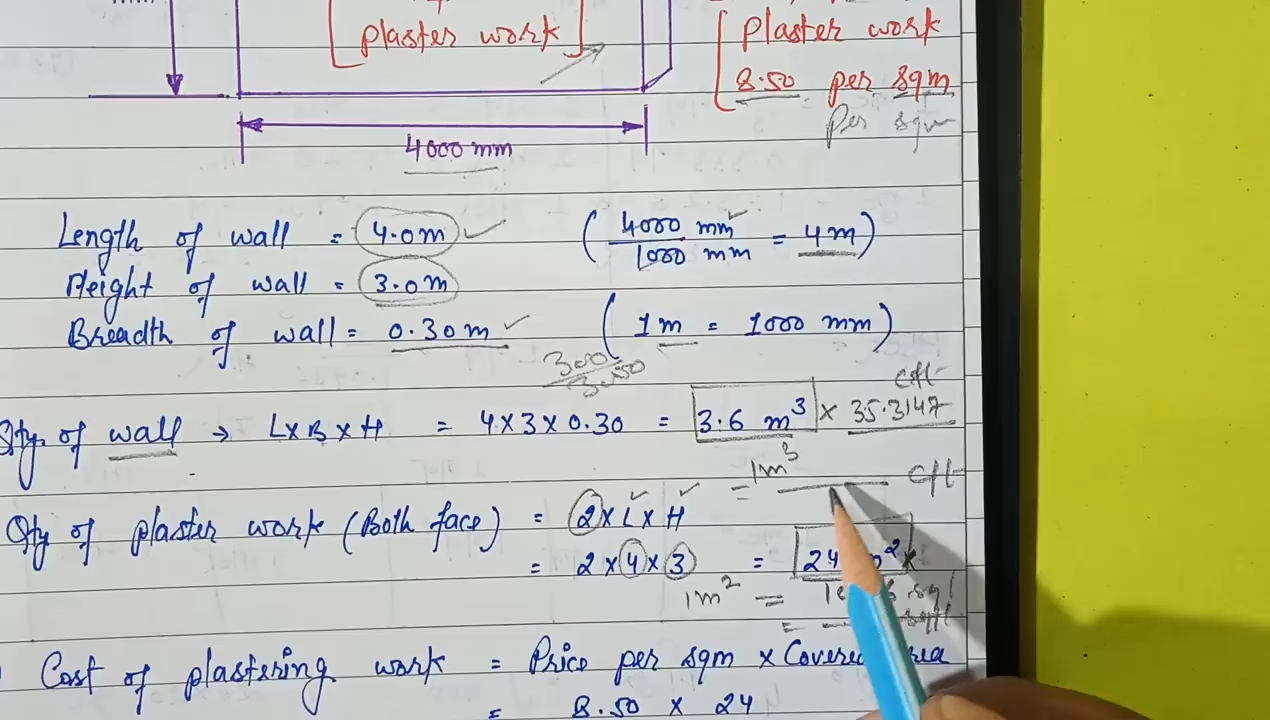 [plaster work]
[plaster work
8.50 per sqm
Per sqm
4000 mm
Length of wall = 4.0m (4000 mm / 1000 mm = 4m)
Height of wall = 3.0m
Breadth of wall = 0.30m (1m = 1000 mm)
300
cft
Qty. of wall → L×B×H = 4×3×0.30 = 3.6 m³ × 35.3147
1m³
= cft
Qty of plaster work (Both face) = 2×L×H
= 2×4×3 = 24 m²×
1m² =
Cost of plastering work = Price per sqm × Covered Area
= 8.50 × 24